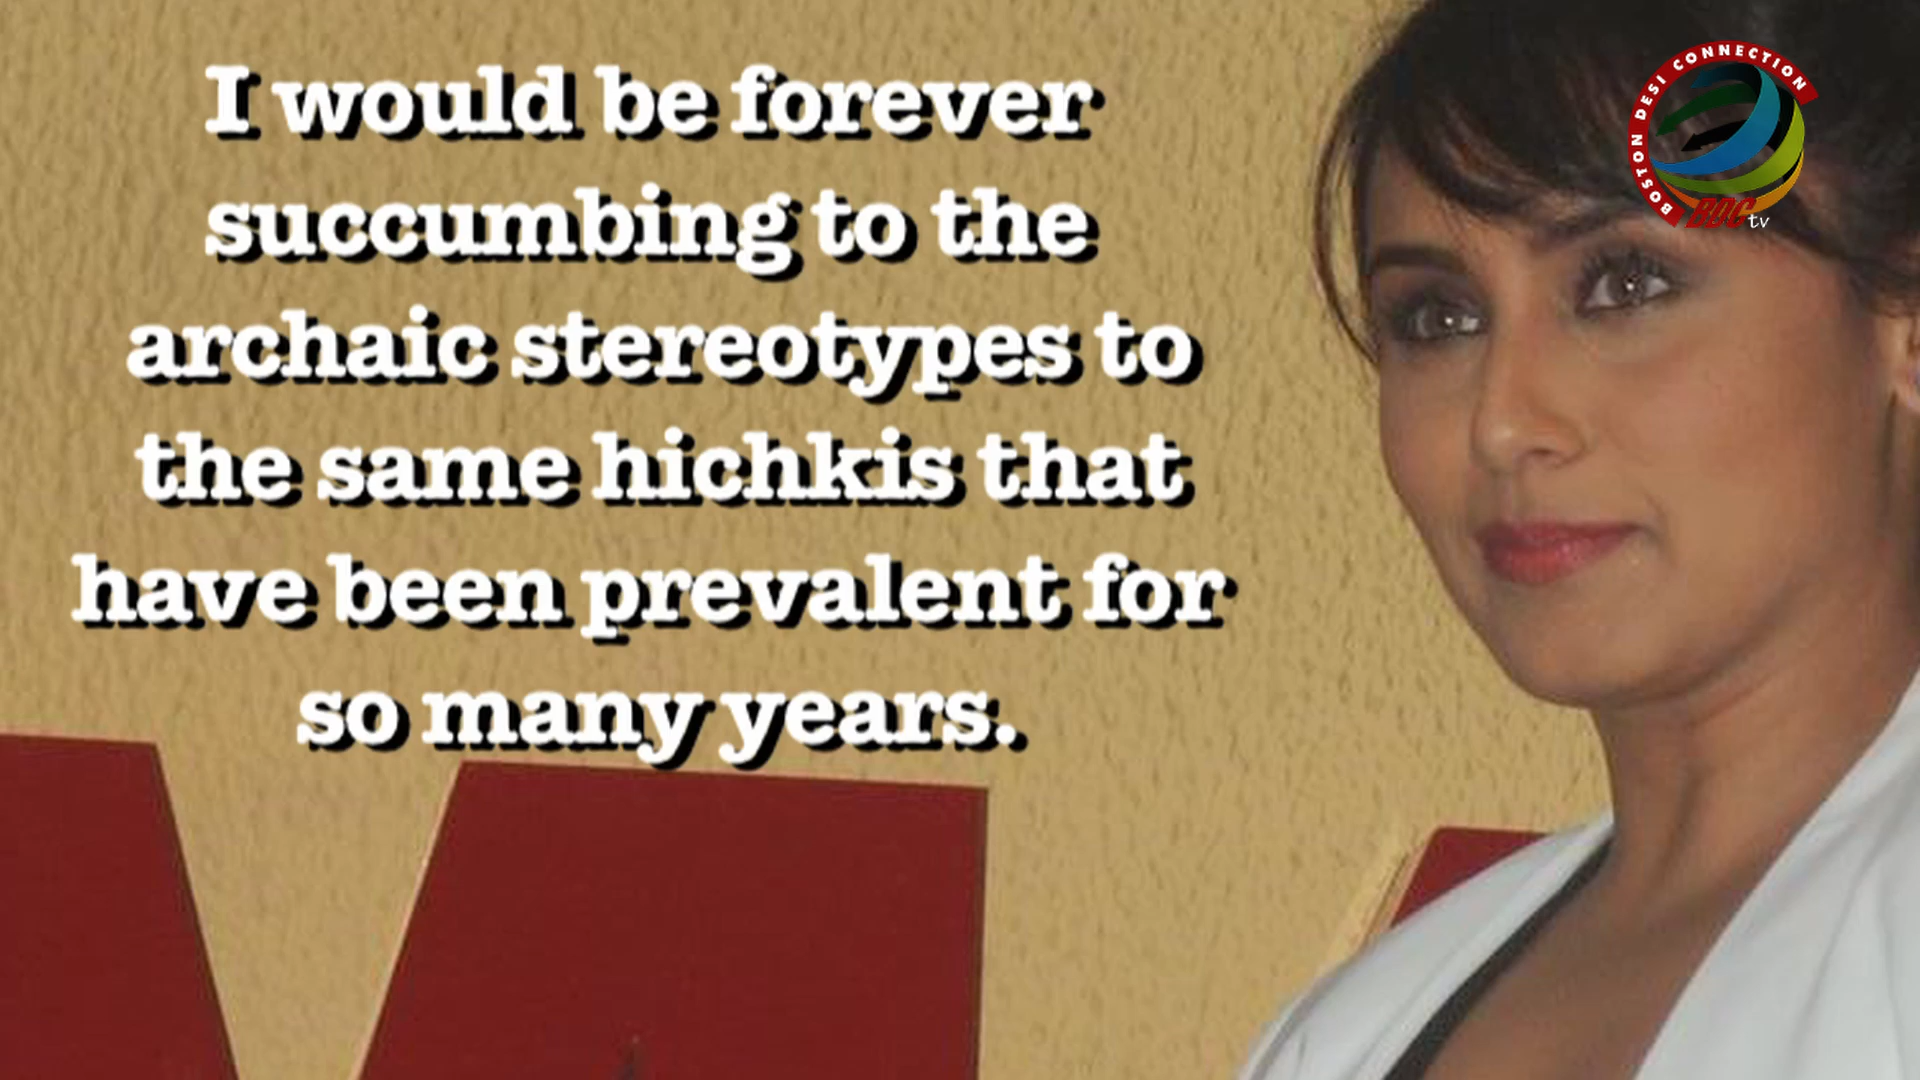 I would be forever
succumbing to the
archaic stereotypes to
the same hichkis that
have been prevalent for
so many years.
BOSTON DESI CONNECTION
BDC tv